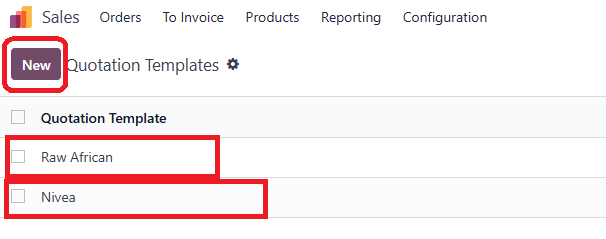 Sales Orders To Invoice Products Reporting Configuration
New Quotation Templates
Quotation Template
Raw African
Nivea